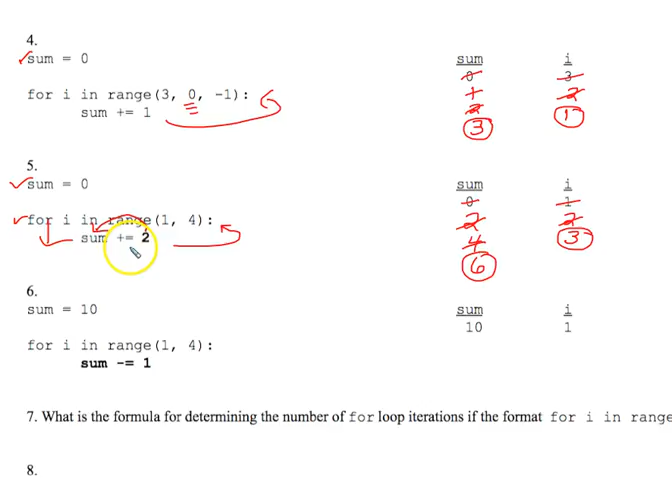 4.
sum = 0 sum i
0 3
for i in range(3, 0, -1): 1 2
sum += 1 2 1
3
5.
sum = 0 sum i
0 1
for i in range(1, 4): 2 2
sum += 2 4 3
6
6.
sum = 10 sum i
10 1
for i in range(1, 4):
sum -= 1
7. What is the formula for determining the number of for loop iterations if the format for i in range
8.